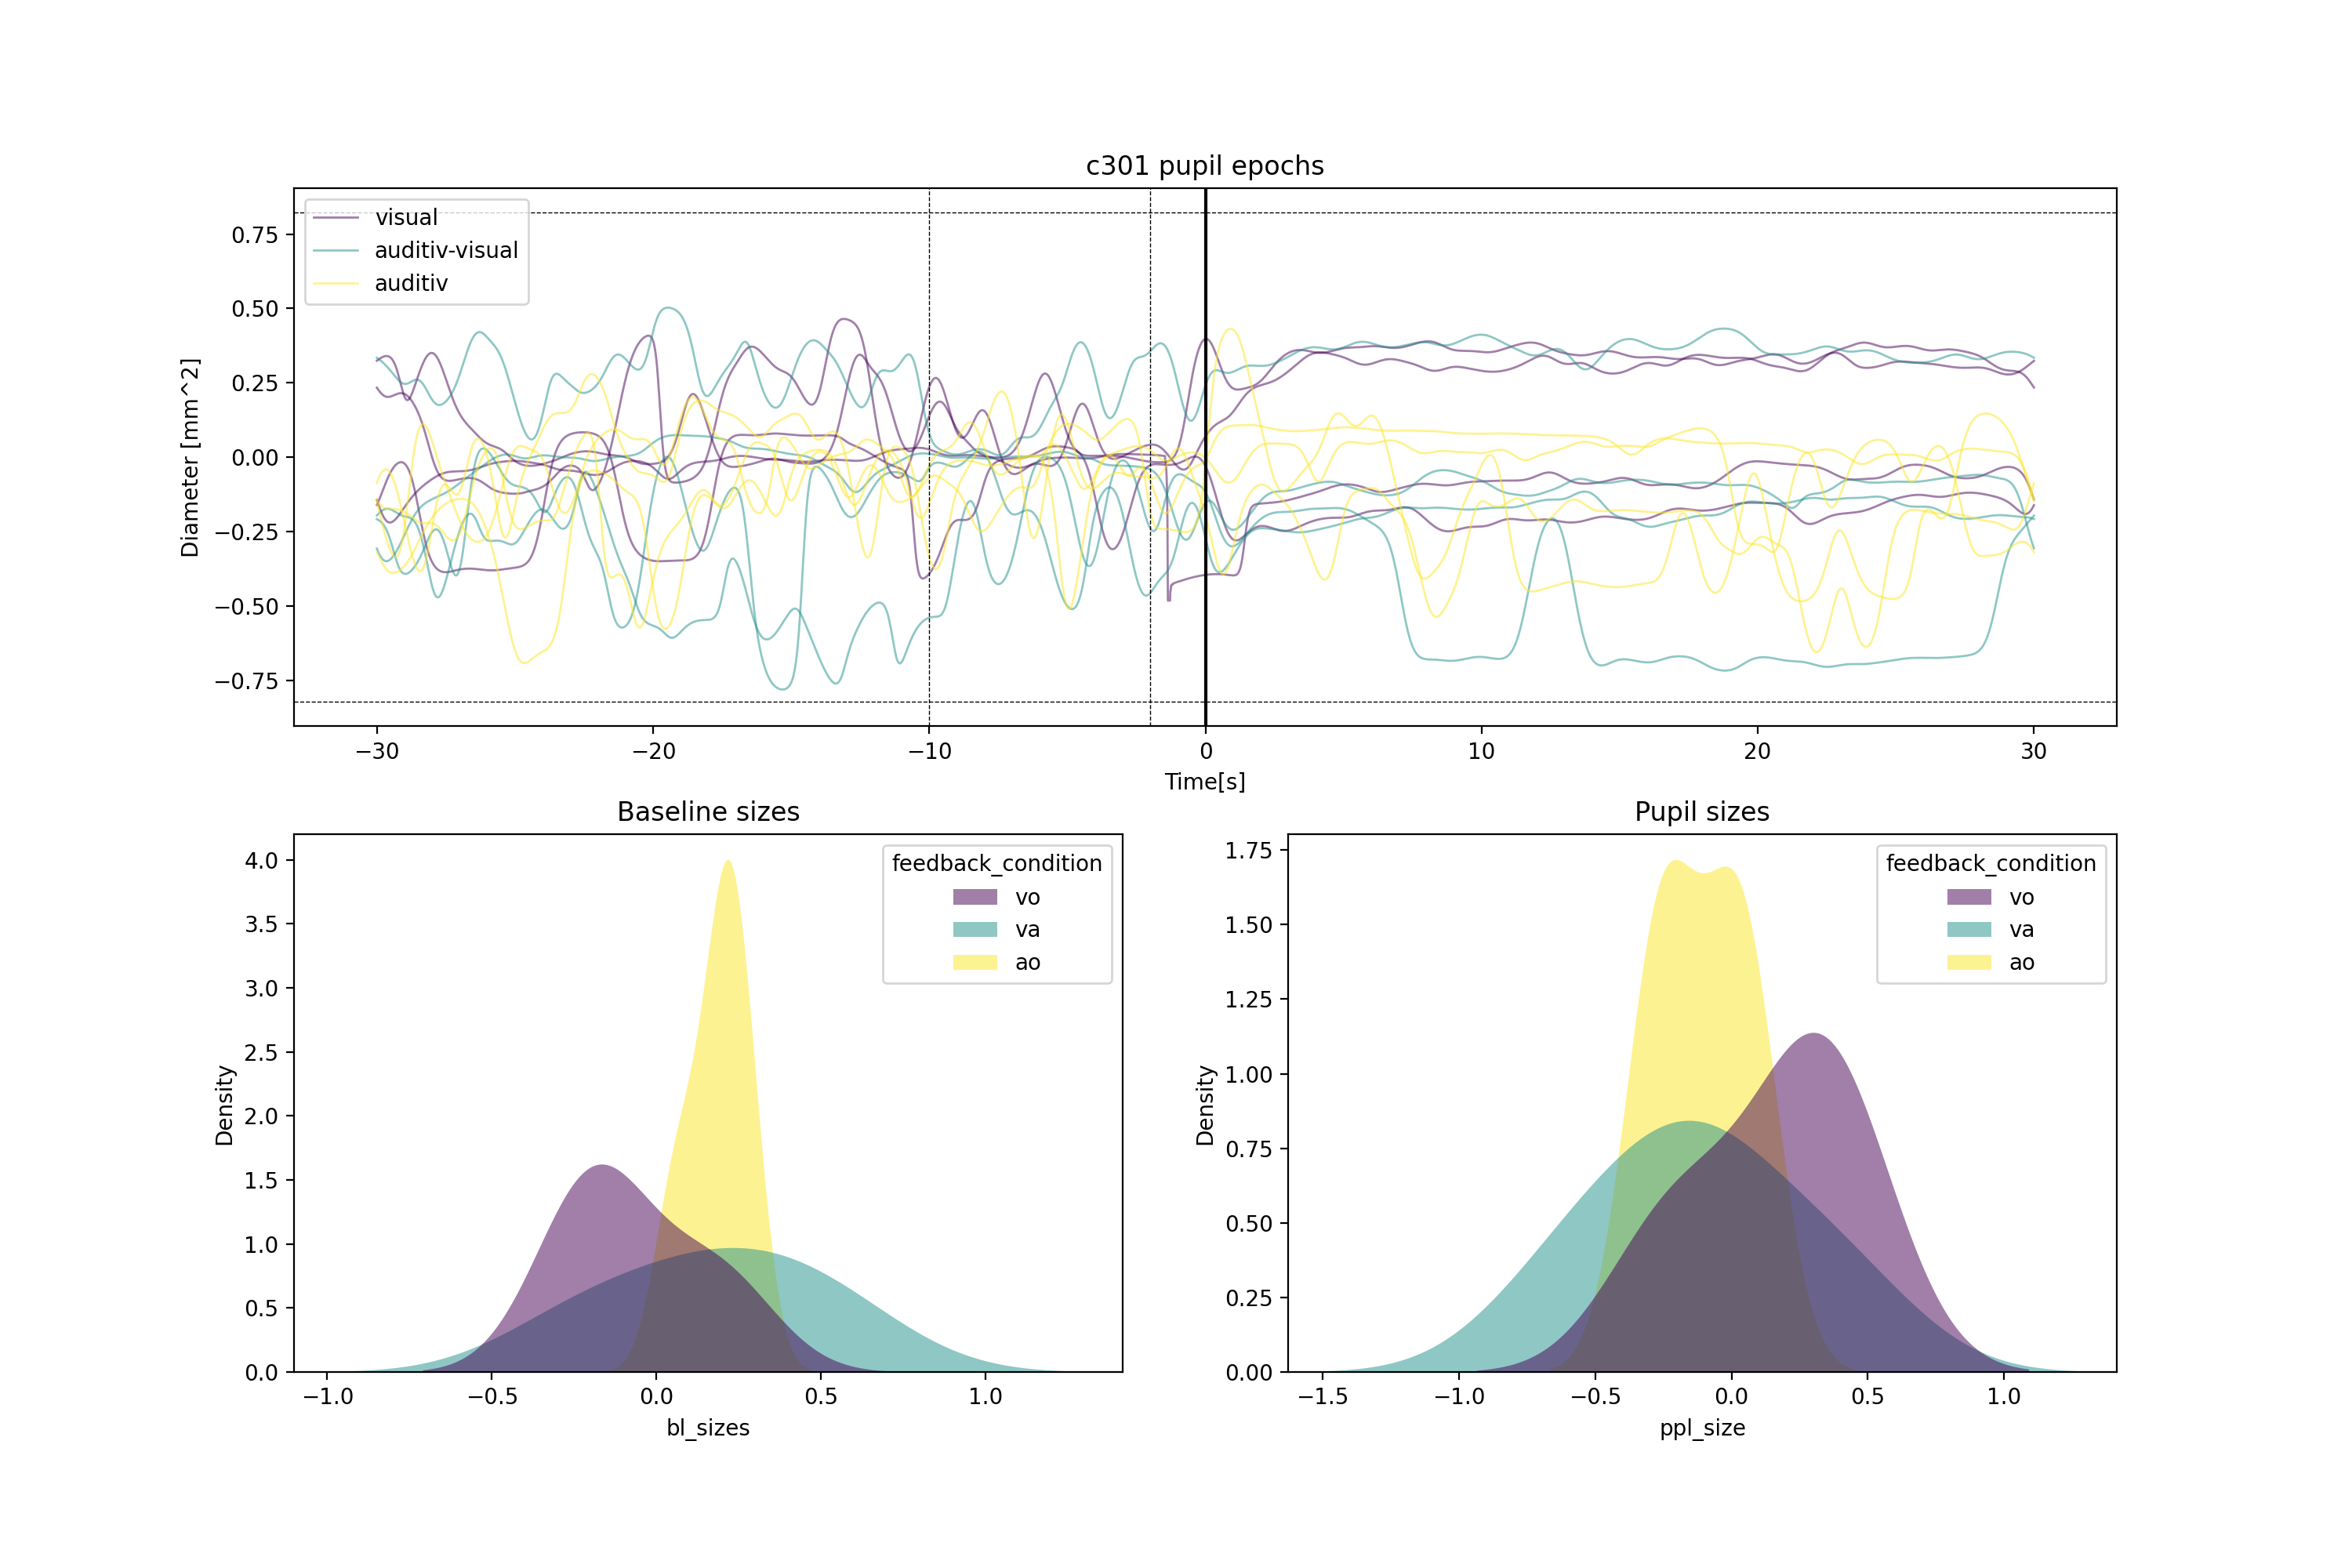 c301 pupil epochs
visual
auditiv-visual
auditiv
Diameter [mm^2]
0.75
0.50
0.25
0.00
−0.25
−0.50
−0.75
−30 −20 −10 0 10 20 30
Time[s]
Baseline sizes
feedback_condition
vo
va
ao
Density
4.0
3.5
3.0
2.5
2.0
1.5
1.0
0.5
0.0
−1.0 −0.5 0.0 0.5 1.0
bl_sizes
Pupil sizes
feedback_condition
vo
va
ao
Density
1.75
1.50
1.25
1.00
0.75
0.50
0.25
0.00
−1.5 −1.0 −0.5 0.0 0.5 1.0
ppl_size